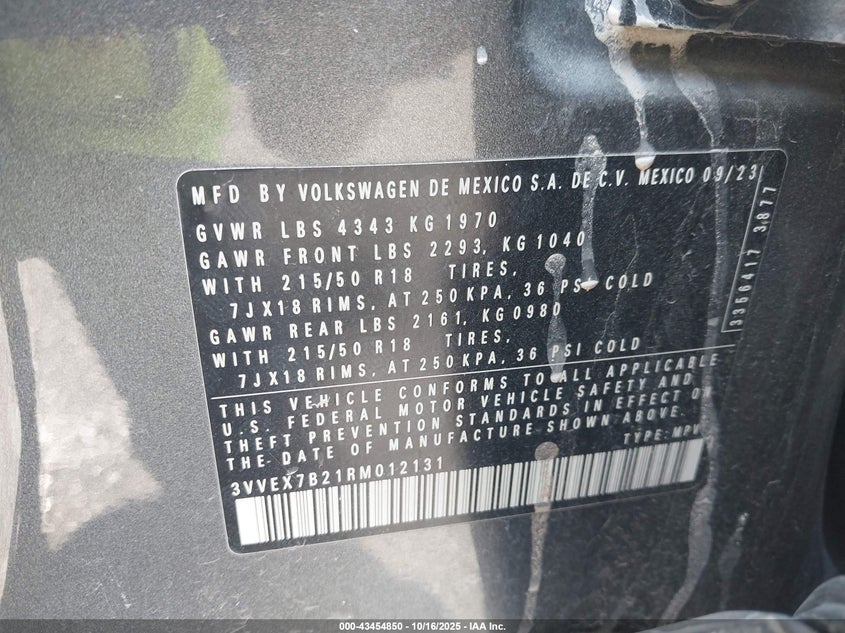 MFD BY VOLKSWAGEN DE MEXICO S.A. DE C.V. MEXICO 09/23
GVWR LBS 4343 KG 1970
GAWR FRONT LBS 2293, KG 1040
WITH 215/50 R18 TIRES,
7JX18 RIMS, AT 250 KPA, 36 PSI COLD
GAWR REAR LBS 2161, KG0980
WITH 215/50 R18 TIRES,
7JX18 RIMS, AT 250 KPA, 36 PSI COLD
THIS VEHICLE CONFORMS TO ALL APPLICABLE
U.S. FEDERAL MOTOR VEHICLE SAFETY AND
THEFT PREVENTION STANDARDS IN EFFECT ON
THE DATE OF MANUFACTURE SHOWN ABOVE.
TYPE: MPV
3VVEX7B21RM012131
3356417 3877
000-43454850 - 10/16/2025 - IAA Inc.